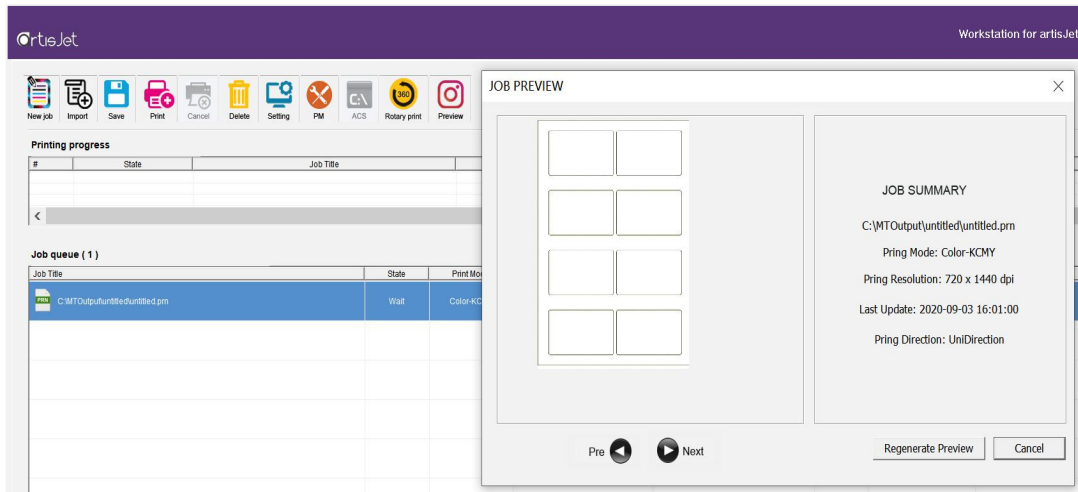 artisJet
Workstation for artisJet
New job Import Save Print Cancel Delete Setting PM ACS Rotary print Preview
C:\
360
Printing progress
# State Job Title
Job queue ( 1 )
Job Title State Print Mo
PRN C:\MTOutput\untitled\untitled.prn Wait Color-KC
JOB PREVIEW
JOB SUMMARY
C:\MTOutput\untitled\untitled.prn
Pring Mode: Color-KCMY
Pring Resolution: 720 x 1440 dpi
Last Update: 2020-09-03 16:01:00
Pring Direction: UniDirection
Pre Next
Regenerate Preview Cancel